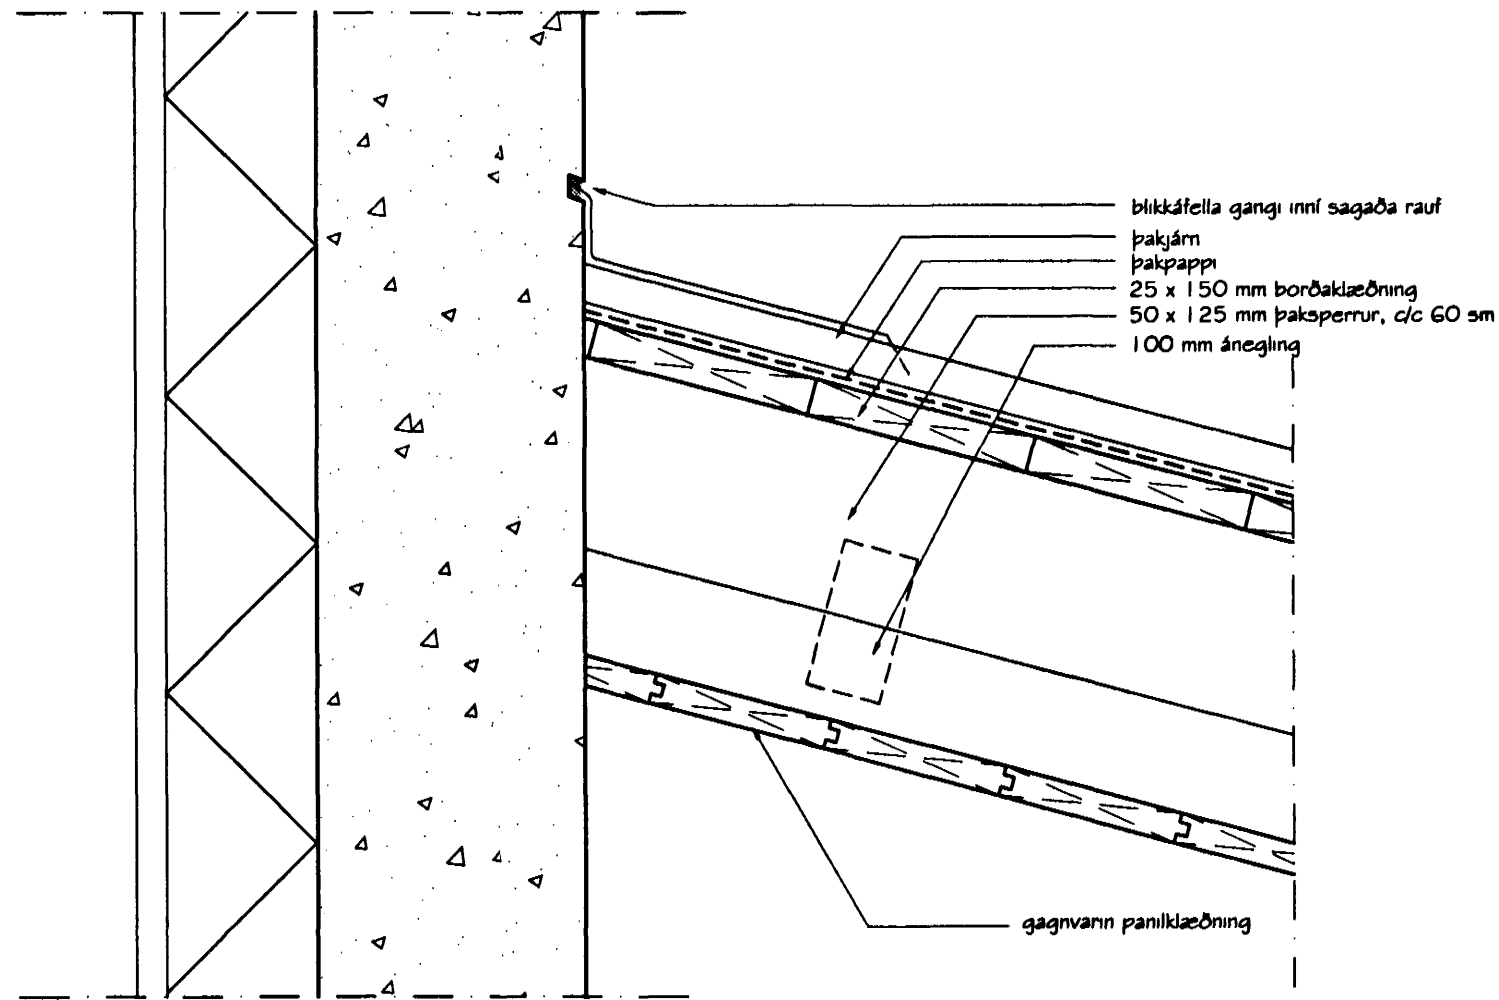 blikkáfella gangi inní sagaða rauf
þakjárn
þakpappi
25 x 150 mm borðaklæðning
50 x 125 mm þaksperrur, c/c 60 sm
100 mm ánegling
gagnvarin panilklæðning